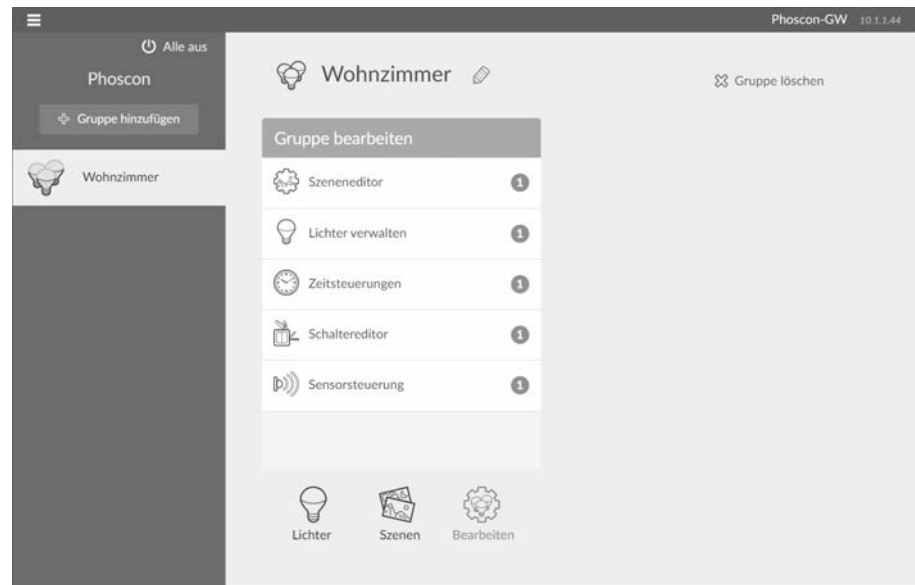 Phoscon-GW 10.1.1.44
Alle aus
Phoscon
Gruppe hinzufügen
Wohnzimmer
Wohnzimmer
Gruppe löschen
Gruppe bearbeiten
Szeneneditor 1
Lichter verwalten 1
Zeitsteuerungen 1
Schaltereditor 1
Sensorsteuerung 1
Lichter Szenen Bearbeiten